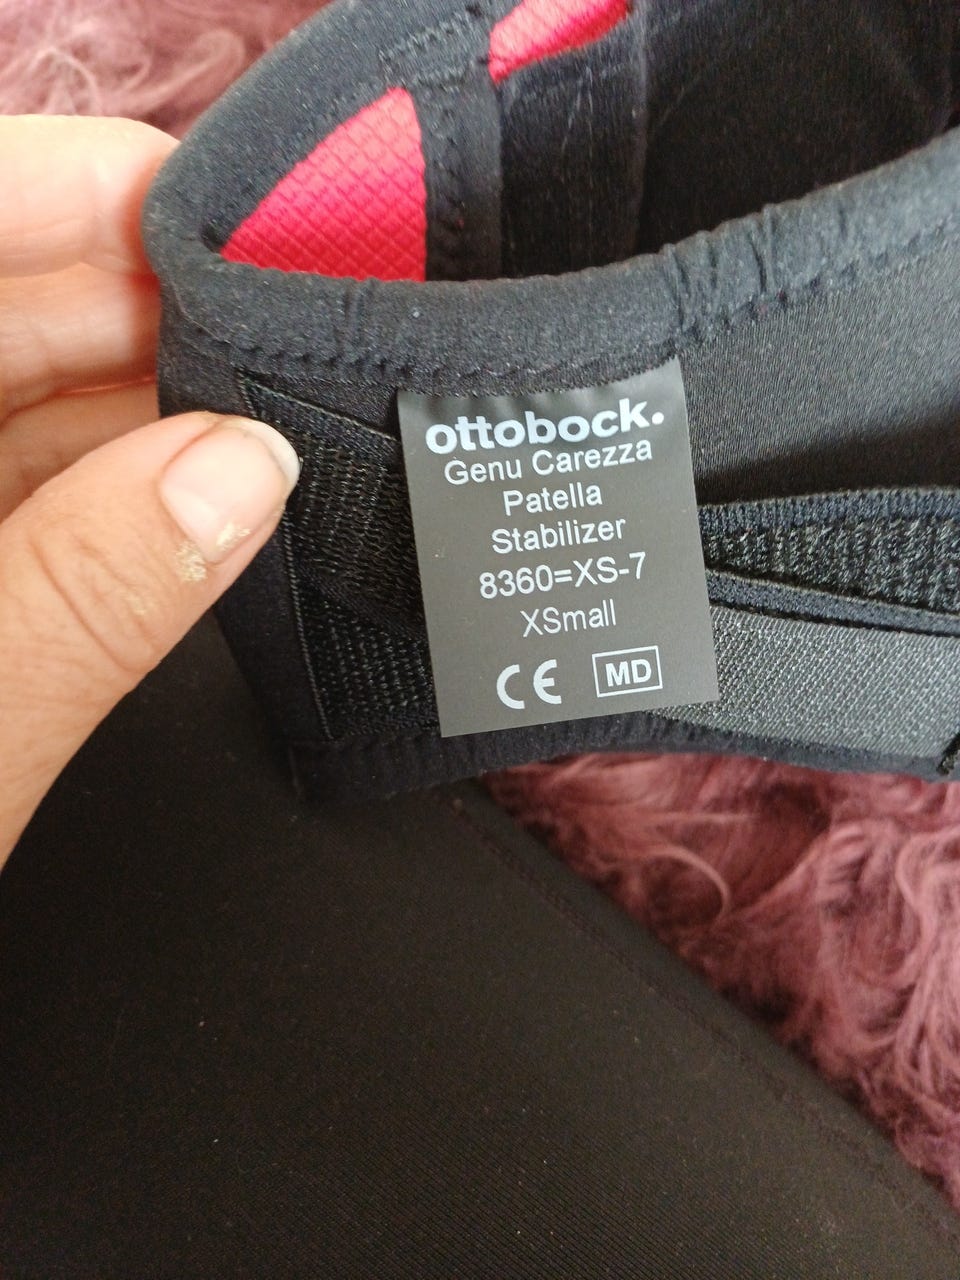 ottobock.
Genu Carezza
Patella
Stabilizer
8360=XS-7
XSmall
CE MD